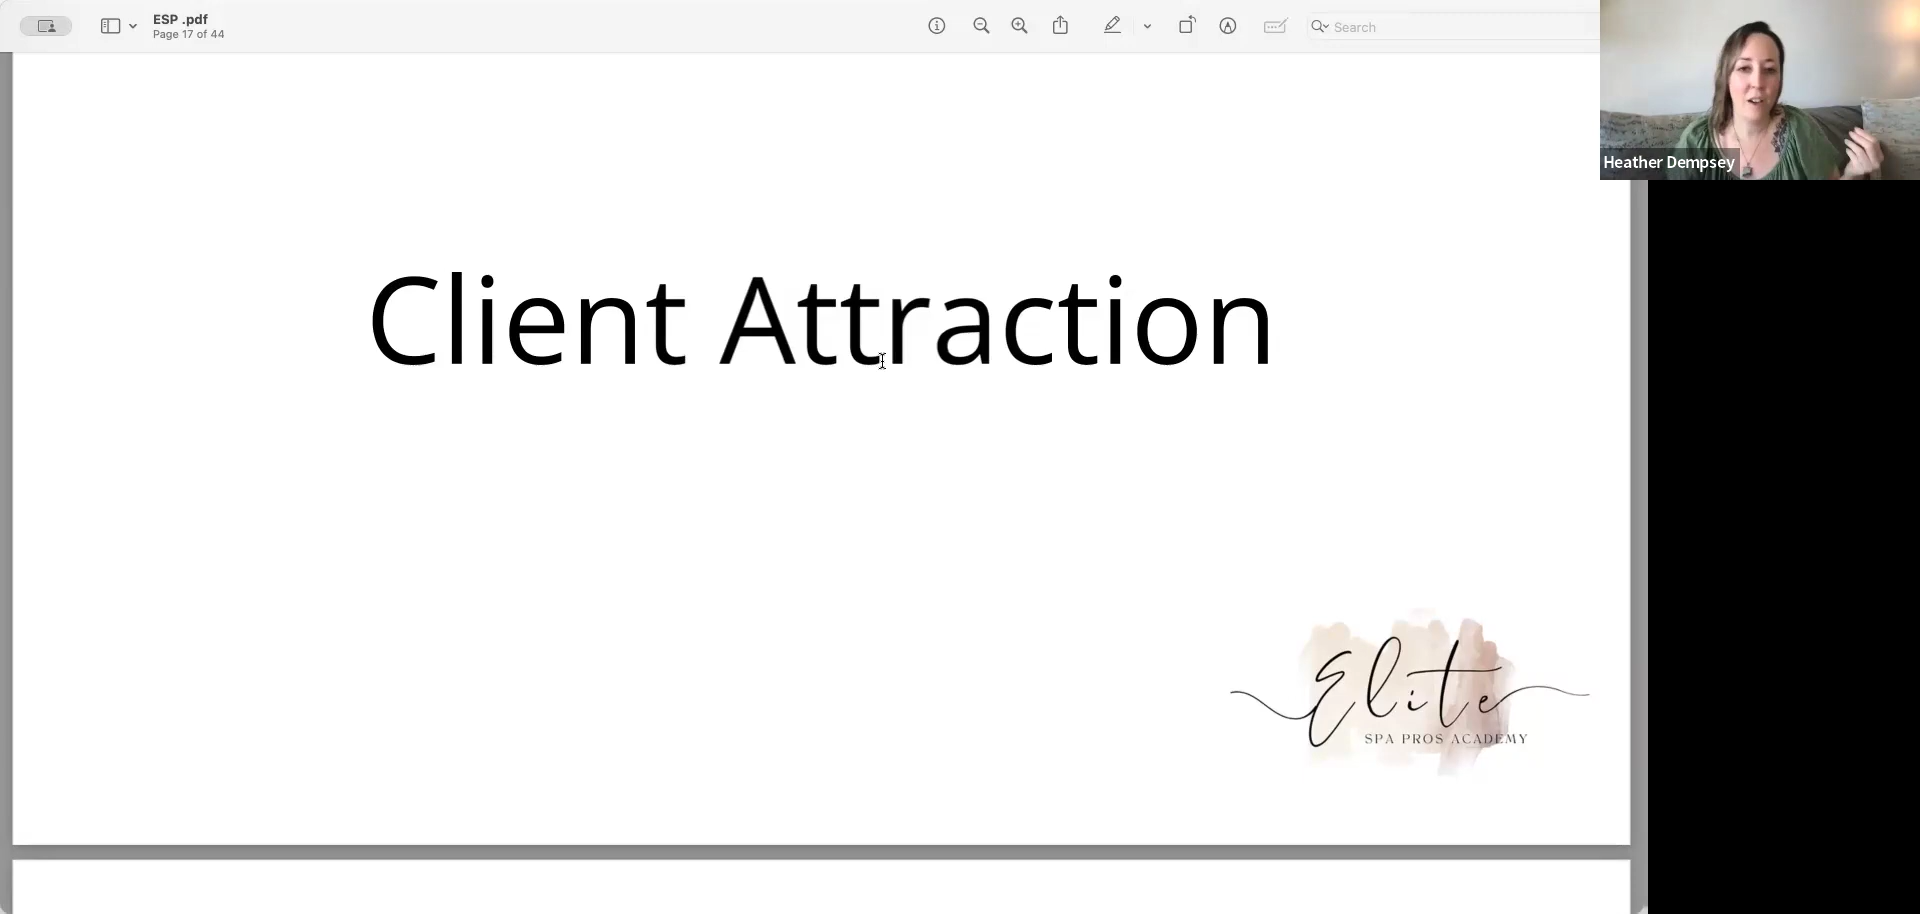 ESP .pdf
Page 17 of 44
Search
Heather Dempsey
Client Attraction
Elite
SPA PROS ACADEMY